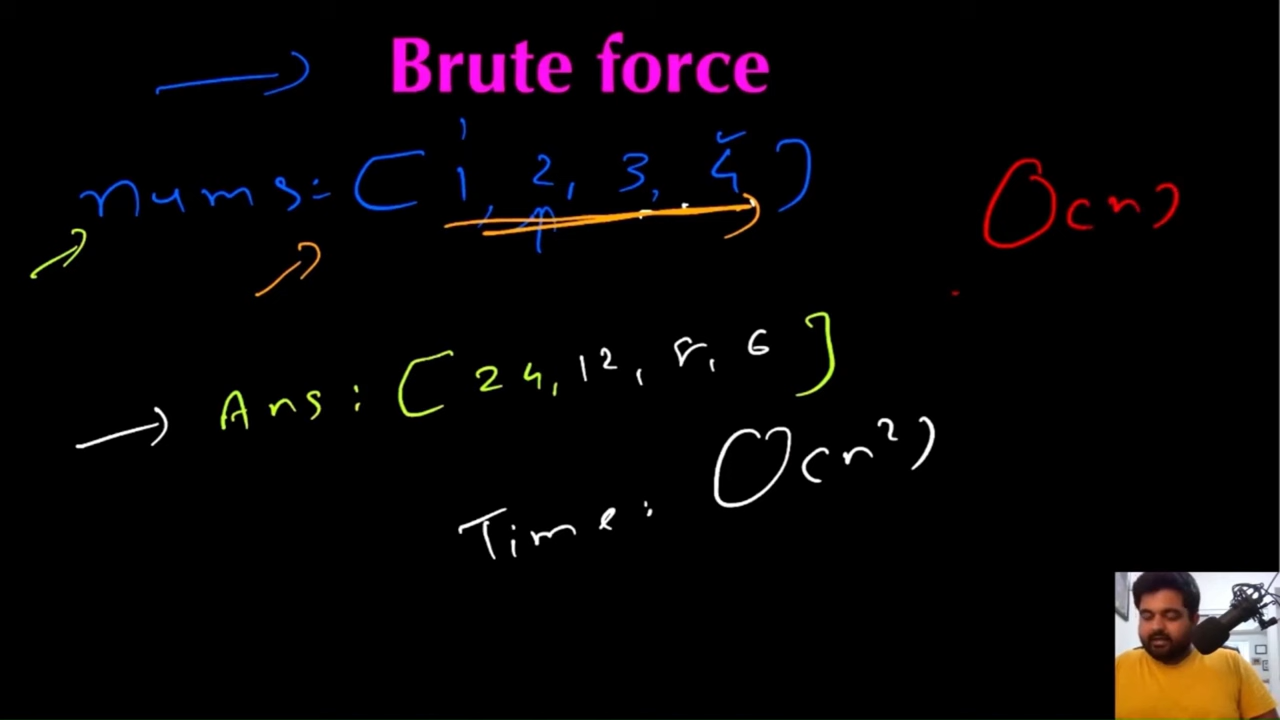 Brute force
nums: [1, 2, 3, 4]
O(n)
Ans: [24, 12, 8, 6]
Time: O(n²)